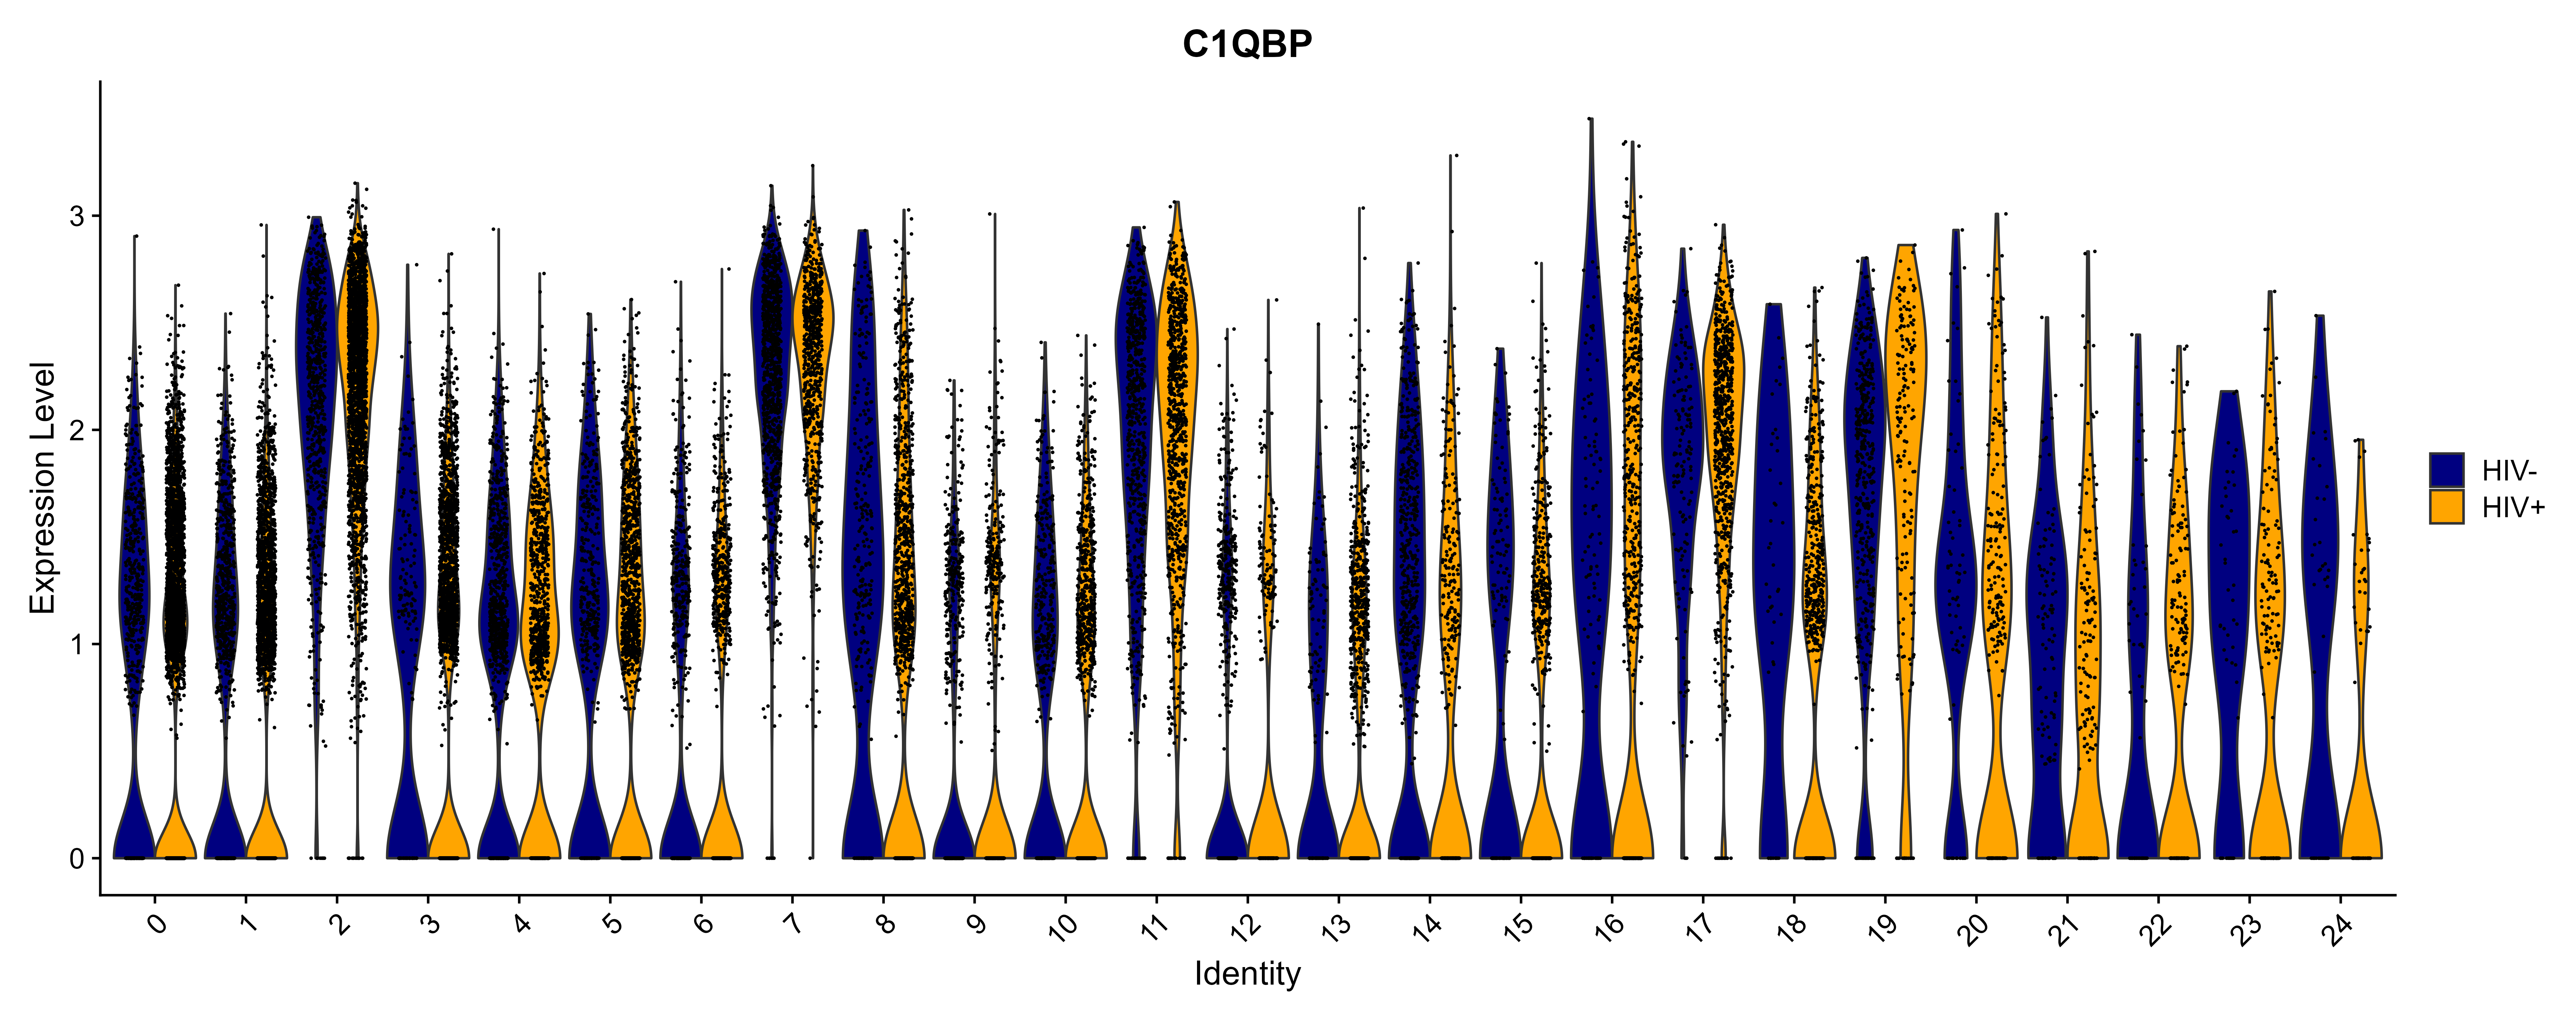 C1QBP
Expression Level
3
2
1
0
0 1 2 3 4 5 6 7 8 9 10 11 12 13 14 15 16 17 18 19 20 21 22 23 24
Identity
HIV-
HIV+